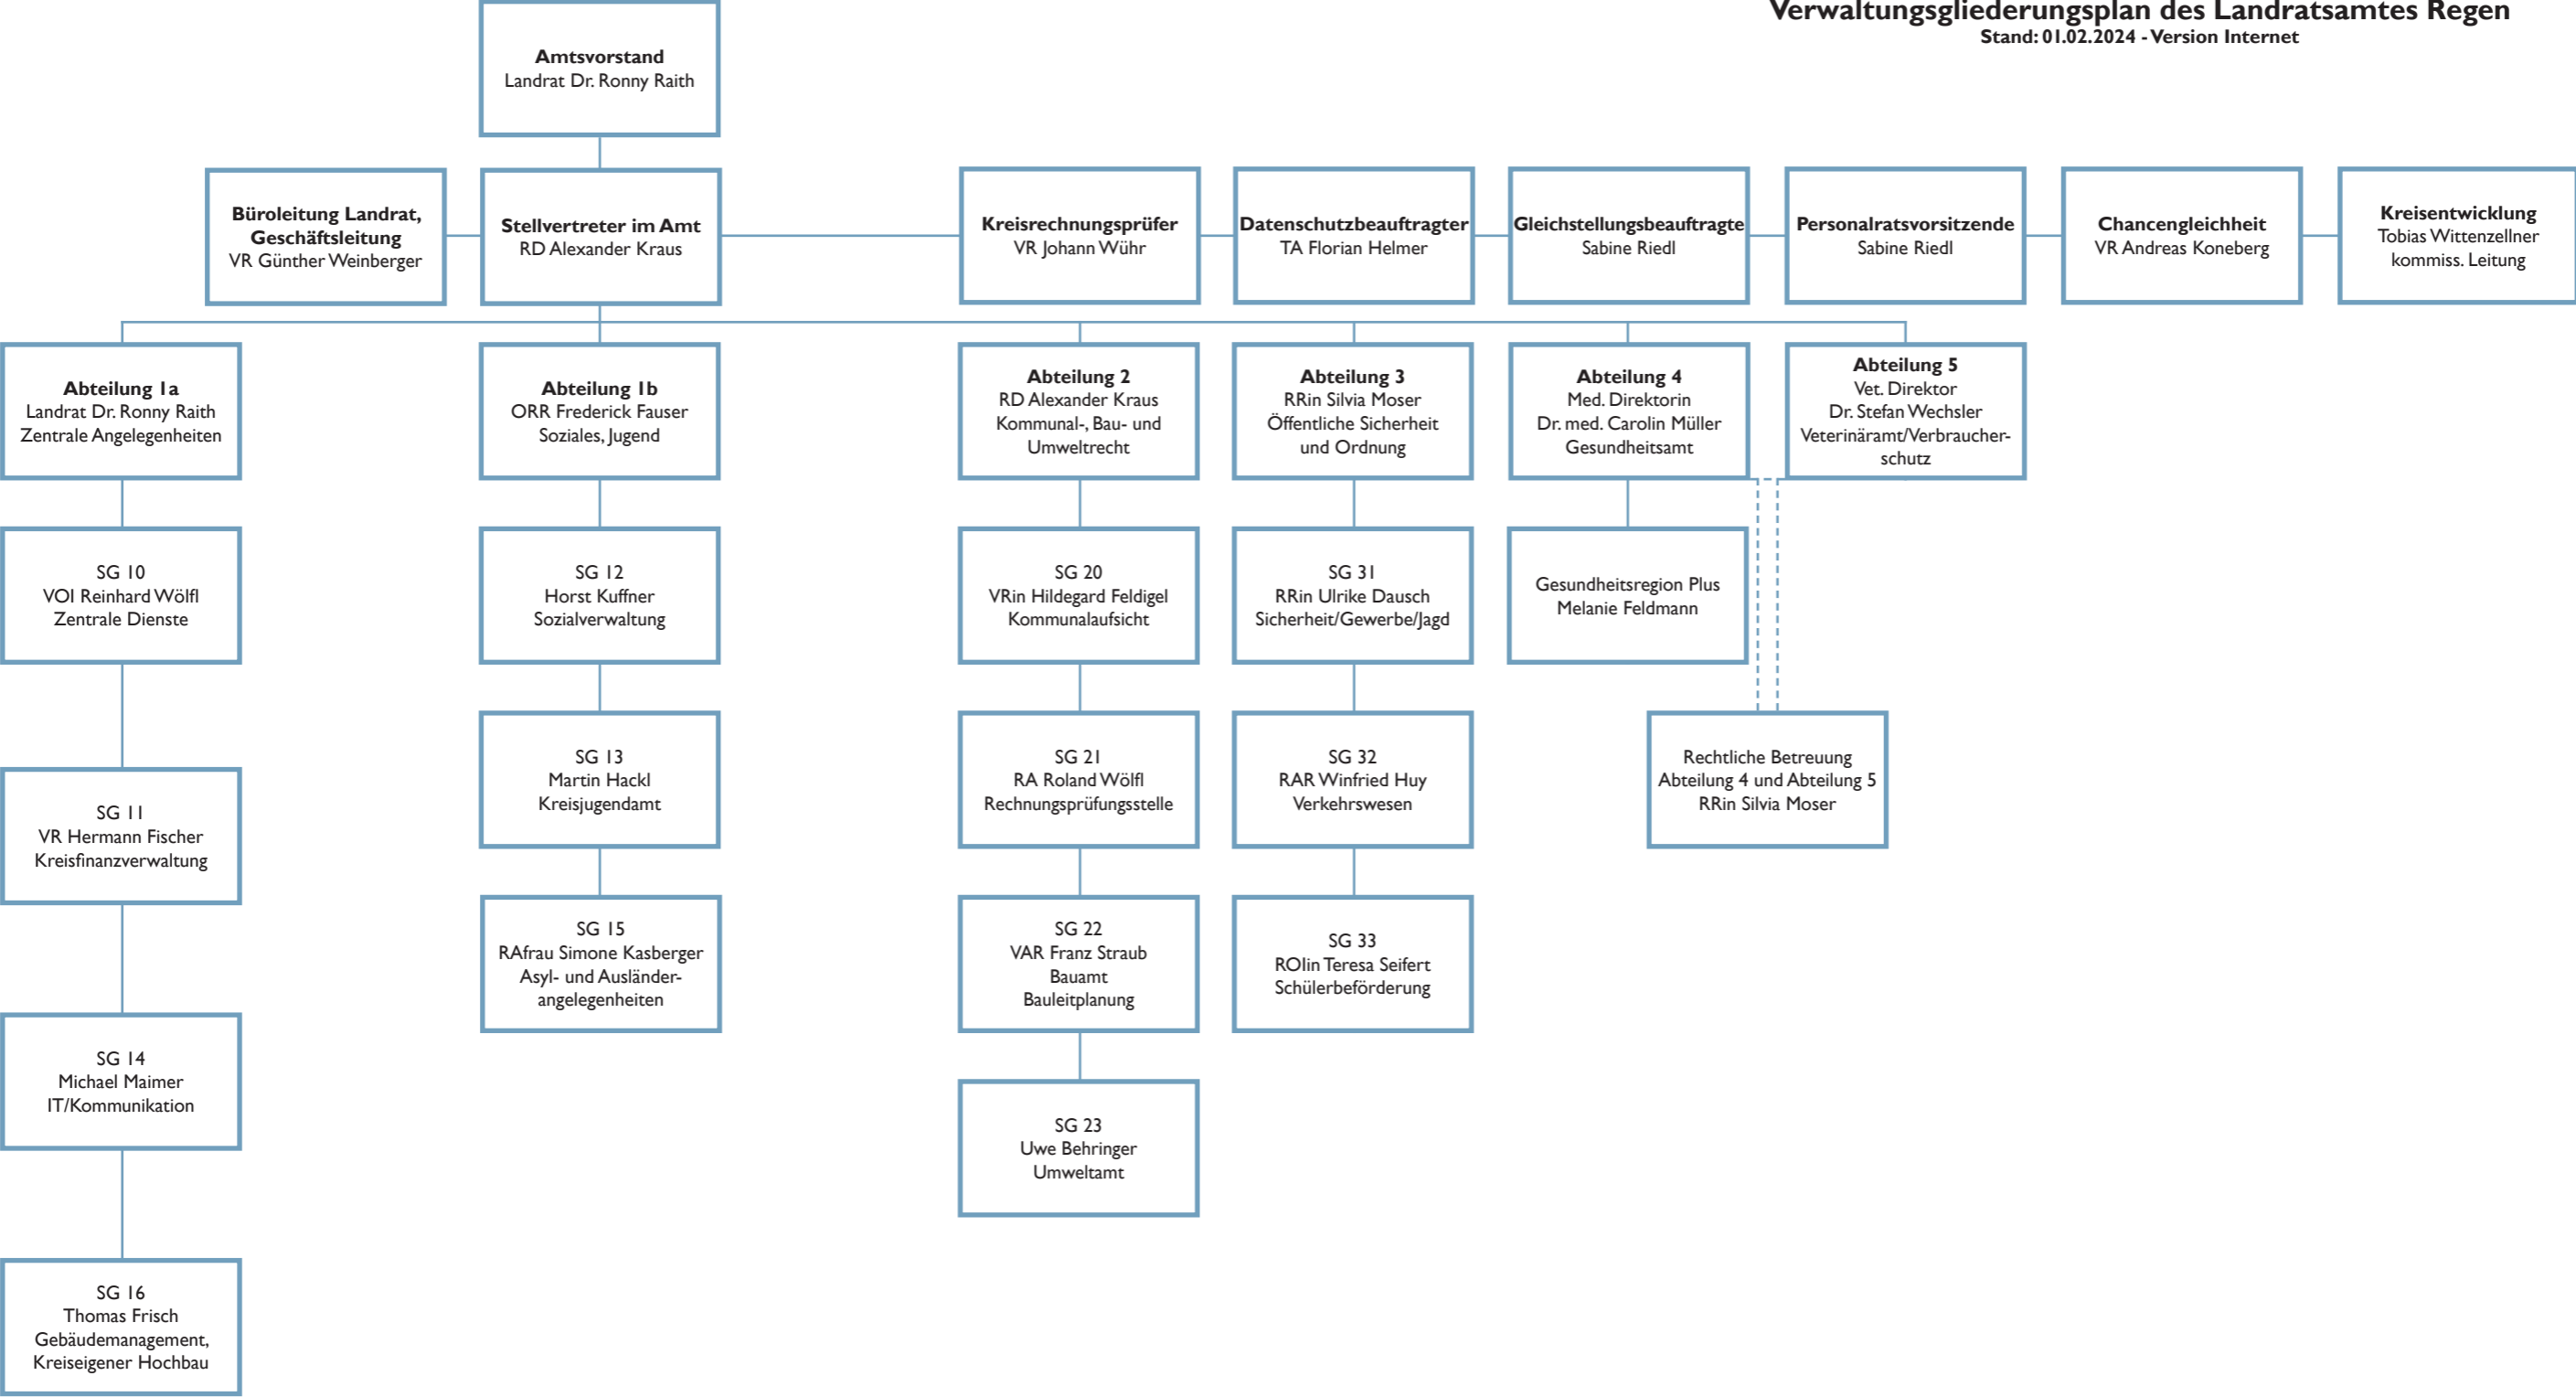 Verwaltungsgliederungsplan des Landratsamtes Regen
Stand: 01.02.2024 - Version Internet
Amtsvorstand
Landrat Dr. Ronny Raith
Büroleitung Landrat,
Geschäftsleitung
VR Günther Weinberger
Stellvertreter im Amt
RD Alexander Kraus
Kreisrechnungsprüfer
VR Johann Wühr
Datenschutzbeauftragter
TA Florian Helmer
Gleichstellungsbeauftragte
Sabine Riedl
Personalratsvorsitzende
Sabine Riedl
Chancengleichheit
VR Andreas Koneberg
Kreisentwicklung
Tobias Wittenzellner
kommiss. Leitung
Abteilung 1a
Landrat Dr. Ronny Raith
Zentrale Angelegenheiten
Abteilung 1b
ORR Frederick Fauser
Soziales, Jugend
Abteilung 2
RD Alexander Kraus
Kommunal-, Bau- und
Umweltrecht
Abteilung 3
RRin Silvia Moser
Öffentliche Sicherheit
und Ordnung
Abteilung 4
Med. Direktorin
Dr. med. Carolin Müller
Gesundheitsamt
Abteilung 5
Vet. Direktor
Dr. Stefan Wechsler
Veterinäramt/Verbraucher-
schutz
SG 10
VOI Reinhard Wölfl
Zentrale Dienste
SG 12
Horst Kuffner
Sozialverwaltung
SG 20
VRin Hildegard Feldigel
Kommunalaufsicht
SG 31
RRin Ulrike Dausch
Sicherheit/Gewerbe/Jagd
Gesundheitsregion Plus
Melanie Feldmann
SG 11
VR Hermann Fischer
Kreisfinanzverwaltung
SG 13
Martin Hackl
Kreisjugendamt
SG 21
RA Roland Wölfl
Rechnungsprüfungsstelle
SG 32
RAR Winfried Huy
Verkehrswesen
Rechtliche Betreuung
Abteilung 4 und Abteilung 5
RRin Silvia Moser
SG 15
RAfrau Simone Kasberger
Asyl- und Ausländer-
angelegenheiten
SG 22
VAR Franz Straub
Bauamt
Bauleitplanung
SG 33
ROIin Teresa Seifert
Schülerbeförderung
SG 14
Michael Maimer
IT/Kommunikation
SG 23
Uwe Behringer
Umweltamt
SG 16
Thomas Frisch
Gebäudemanagement,
Kreiseigener Hochbau